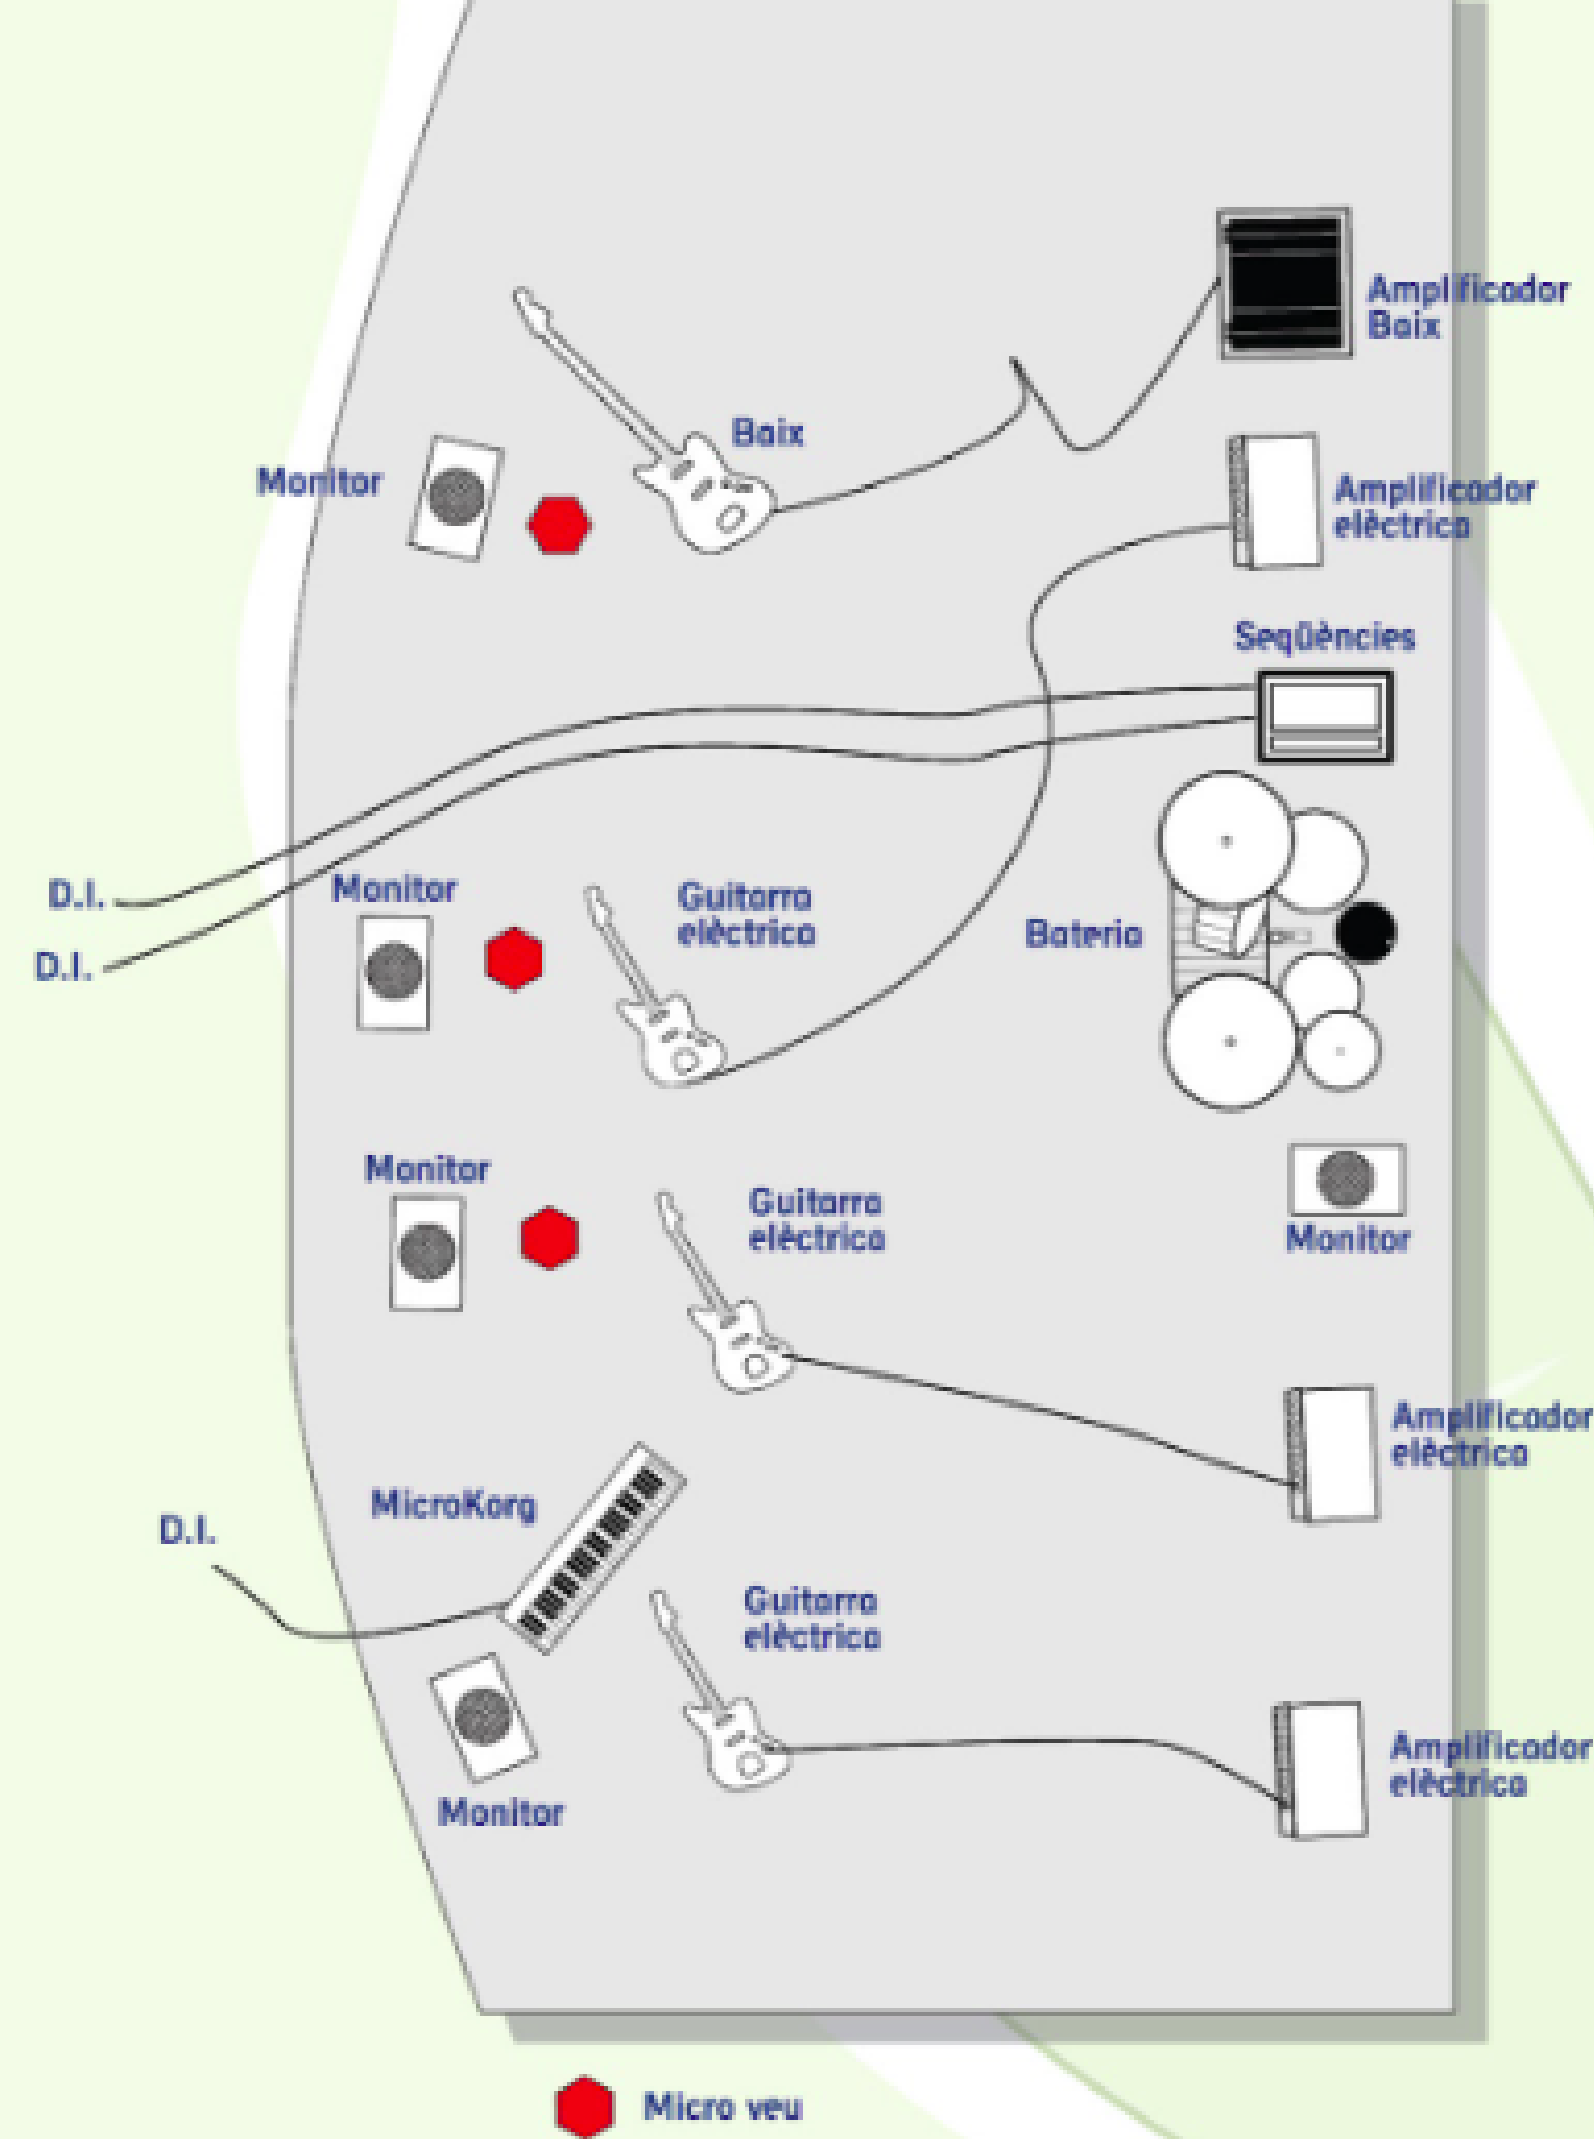 Amplificador
Baix
Baix
Monitor
Amplificador
elèctrica
Seqüències
D.I.
D.I.
Monitor
Guitarra
elèctrica
Bateria
Monitor
Guitarra
elèctrica
Monitor
Amplificador
elèctrica
MicroKorg
D.I.
Guitarra
elèctrica
Amplificador
elèctrica
Monitor
Micro veu